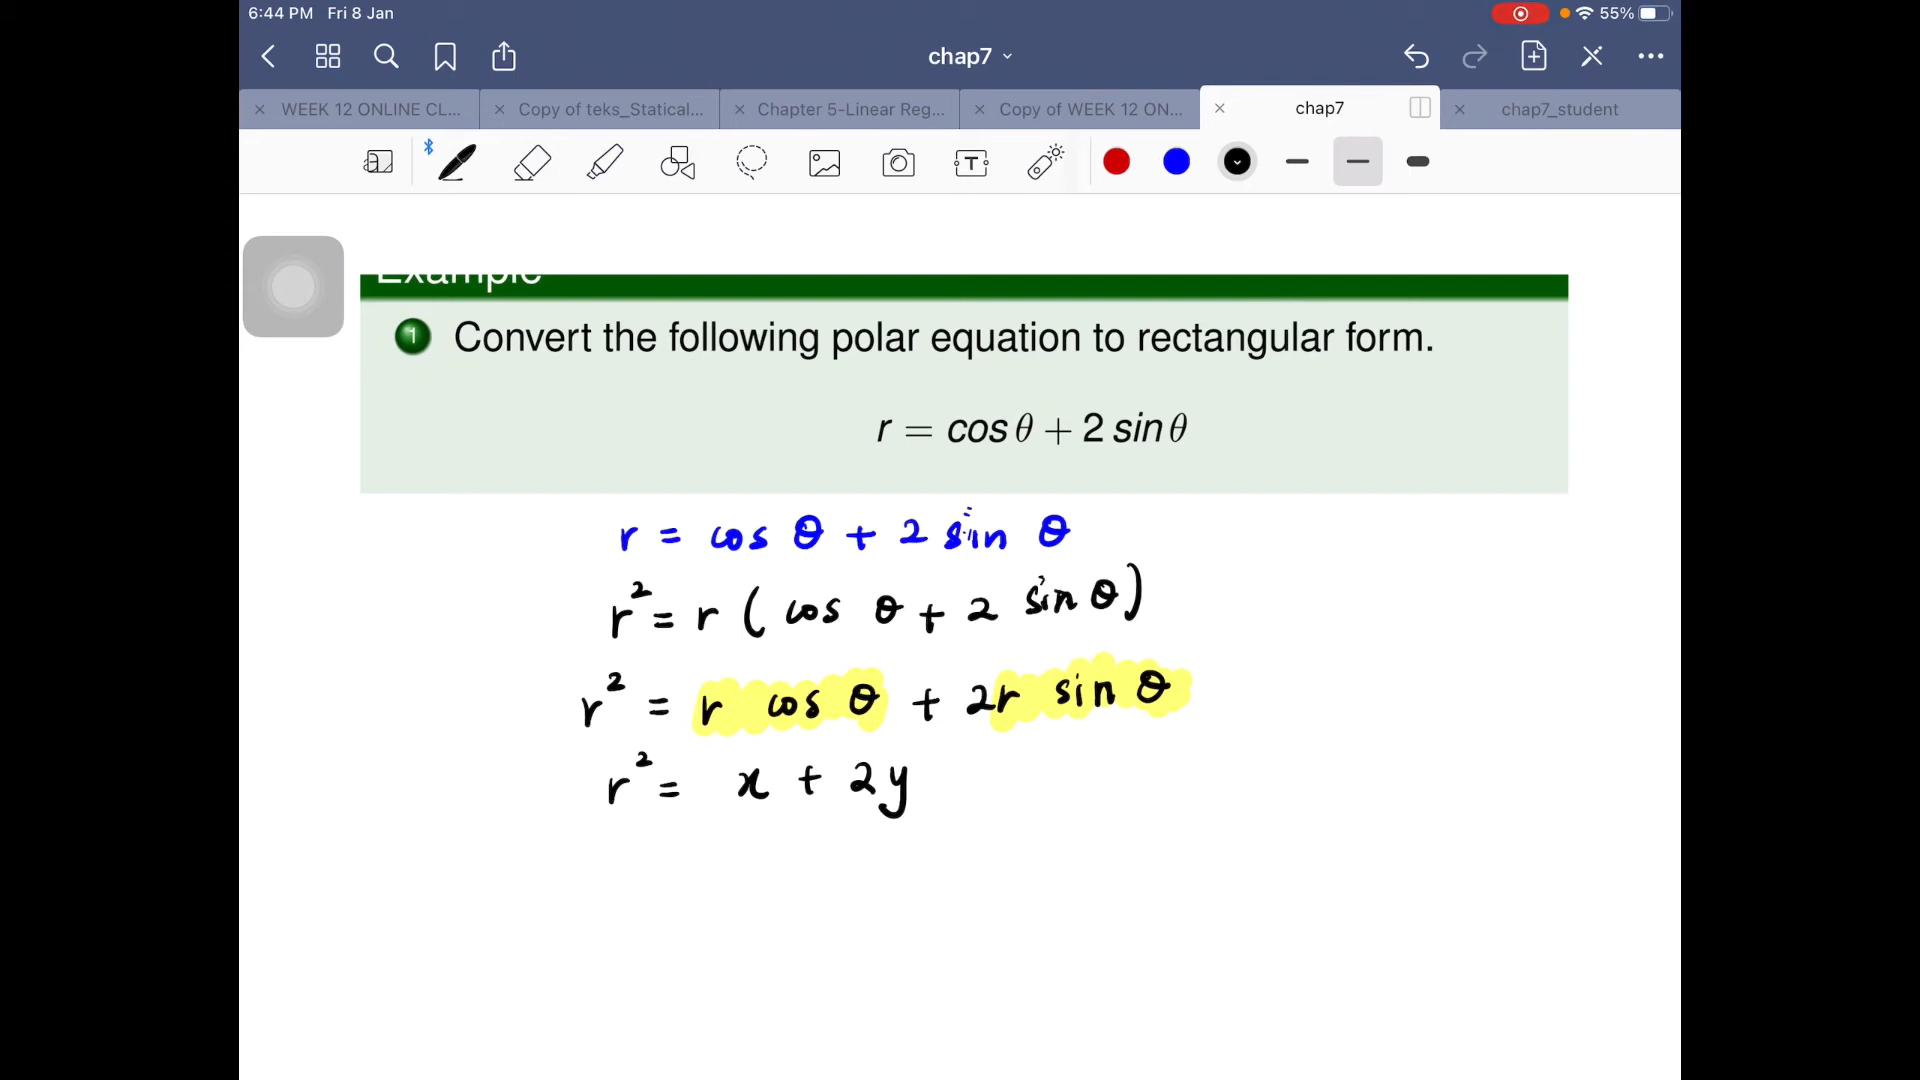 6:44 PM Fri 8 Jan
55%
chap7
WEEK 12 ONLINE CL...
Copy of teks_Statical...
Chapter 5-Linear Reg...
Copy of WEEK 12 ON...
chap7
chap7_student
Example
1 Convert the following polar equation to rectangular form.
r = cos θ + 2 sin θ
r = cos θ + 2 sin θ
r² = r ( cos θ + 2 sin θ )
r² = r cos θ + 2r sin θ
r² = x + 2y